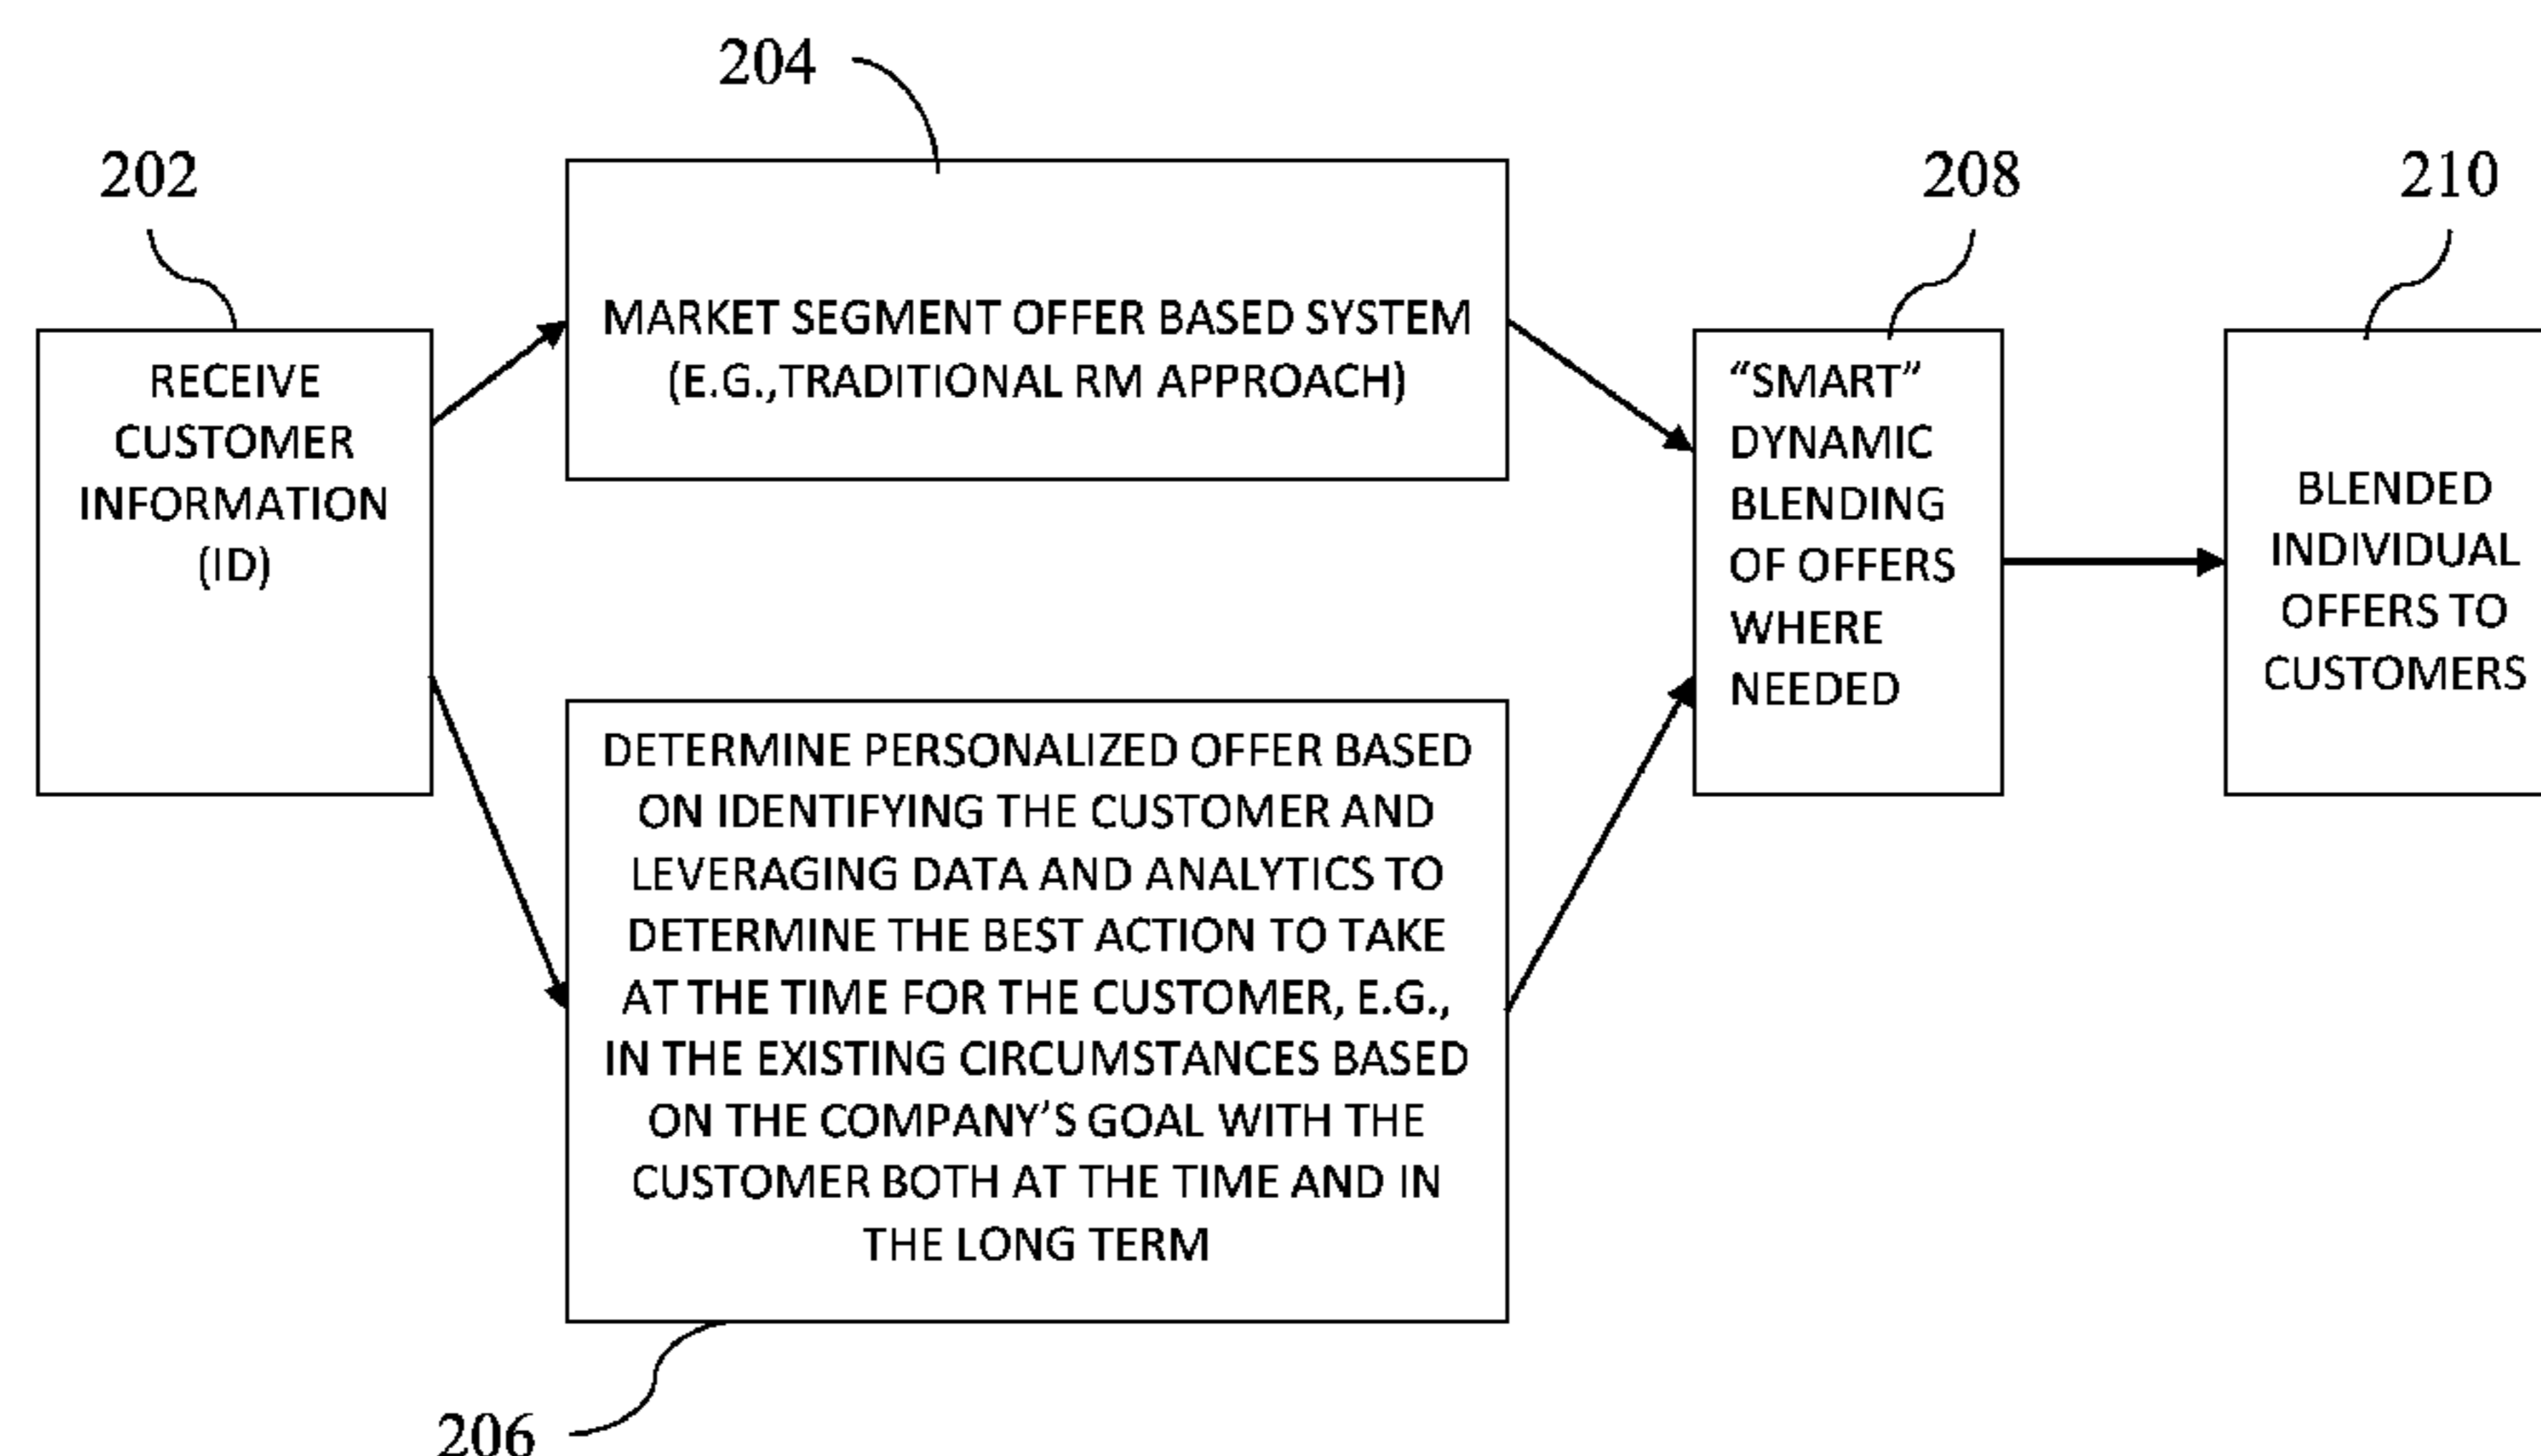 204
202
208
210
RECEIVE
CUSTOMER
INFORMATION
(ID)
MARKET SEGMENT OFFER BASED SYSTEM
(E.G.,TRADITIONAL RM APPROACH)
DETERMINE PERSONALIZED OFFER BASED
ON IDENTIFYING THE CUSTOMER AND
LEVERAGING DATA AND ANALYTICS TO
DETERMINE THE BEST ACTION TO TAKE
AT THE TIME FOR THE CUSTOMER, E.G.,
IN THE EXISTING CIRCUMSTANCES BASED
ON THE COMPANY’S GOAL WITH THE
CUSTOMER BOTH AT THE TIME AND IN
THE LONG TERM
“SMART”
DYNAMIC
BLENDING
OF OFFERS
WHERE
NEEDED
BLENDED
INDIVIDUAL
OFFERS TO
CUSTOMERS
206